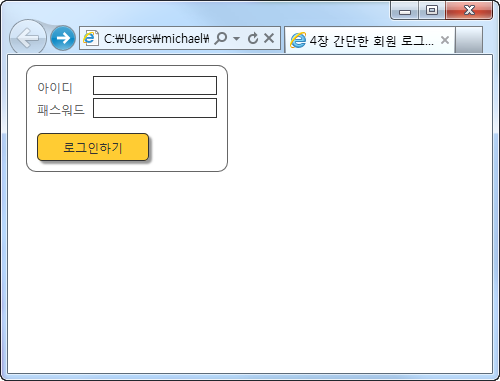 C:₩Users₩michael₩
4장 간단한 회원 로그...
아이디
패스워드
로그인하기